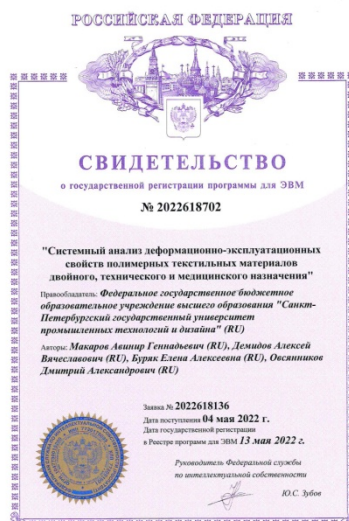 РОССИЙСКАЯ ФЕДЕРАЦИЯ
СВИДЕТЕЛЬСТВО
о государственной регистрации программы для ЭВМ
№ 2022618702
"Системный анализ деформационно-эксплуатационных
свойств полимерных текстильных материалов
двойного, технического и медицинского назначения"
Правообладатель: Федеральное государственное бюджетное
образовательное учреждение высшего образования "Санкт-
Петербургский государственный университет
промышленных технологий и дизайна" (RU)
Авторы: Макаров Авинир Геннадьевич (RU), Демидов Алексей
Вячеславович (RU), Буряк Елена Алексеевна (RU), Овсянников
Дмитрий Александрович (RU)
Заявка № 2022618136
Дата поступления 04 мая 2022 г.
Дата государственной регистрации
в Реестре программ для ЭВМ 13 мая 2022 г.
Руководитель Федеральной службы
по интеллектуальной собственности
Ю.С. Зубов